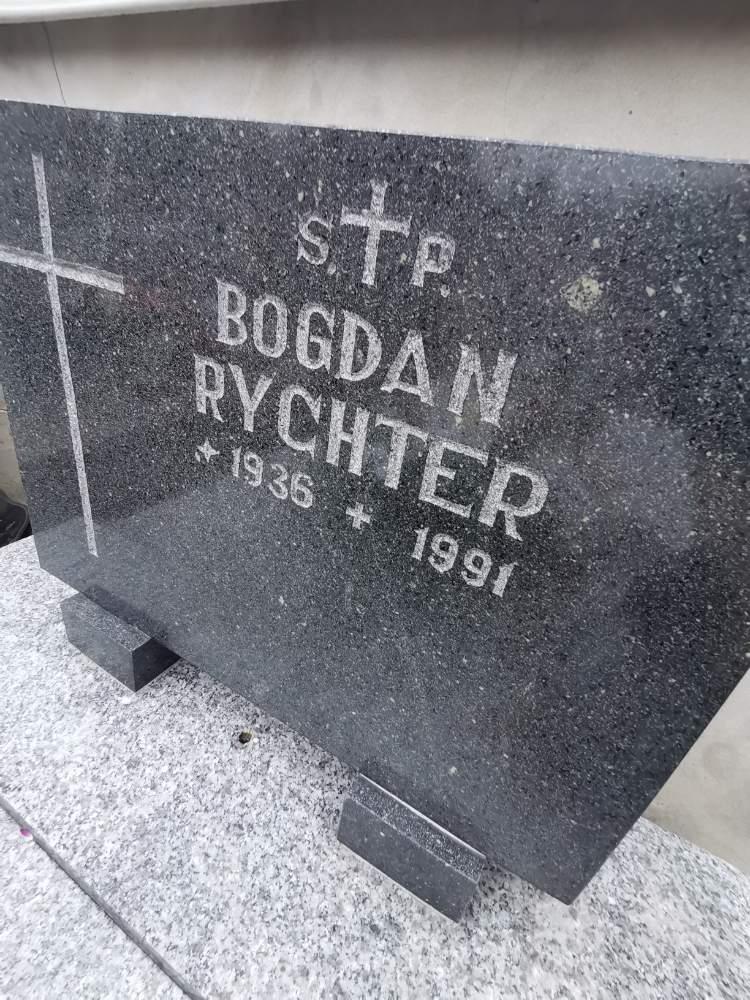 S. † P.
BOGDAN
RYCHTER
* 1936 + 1991